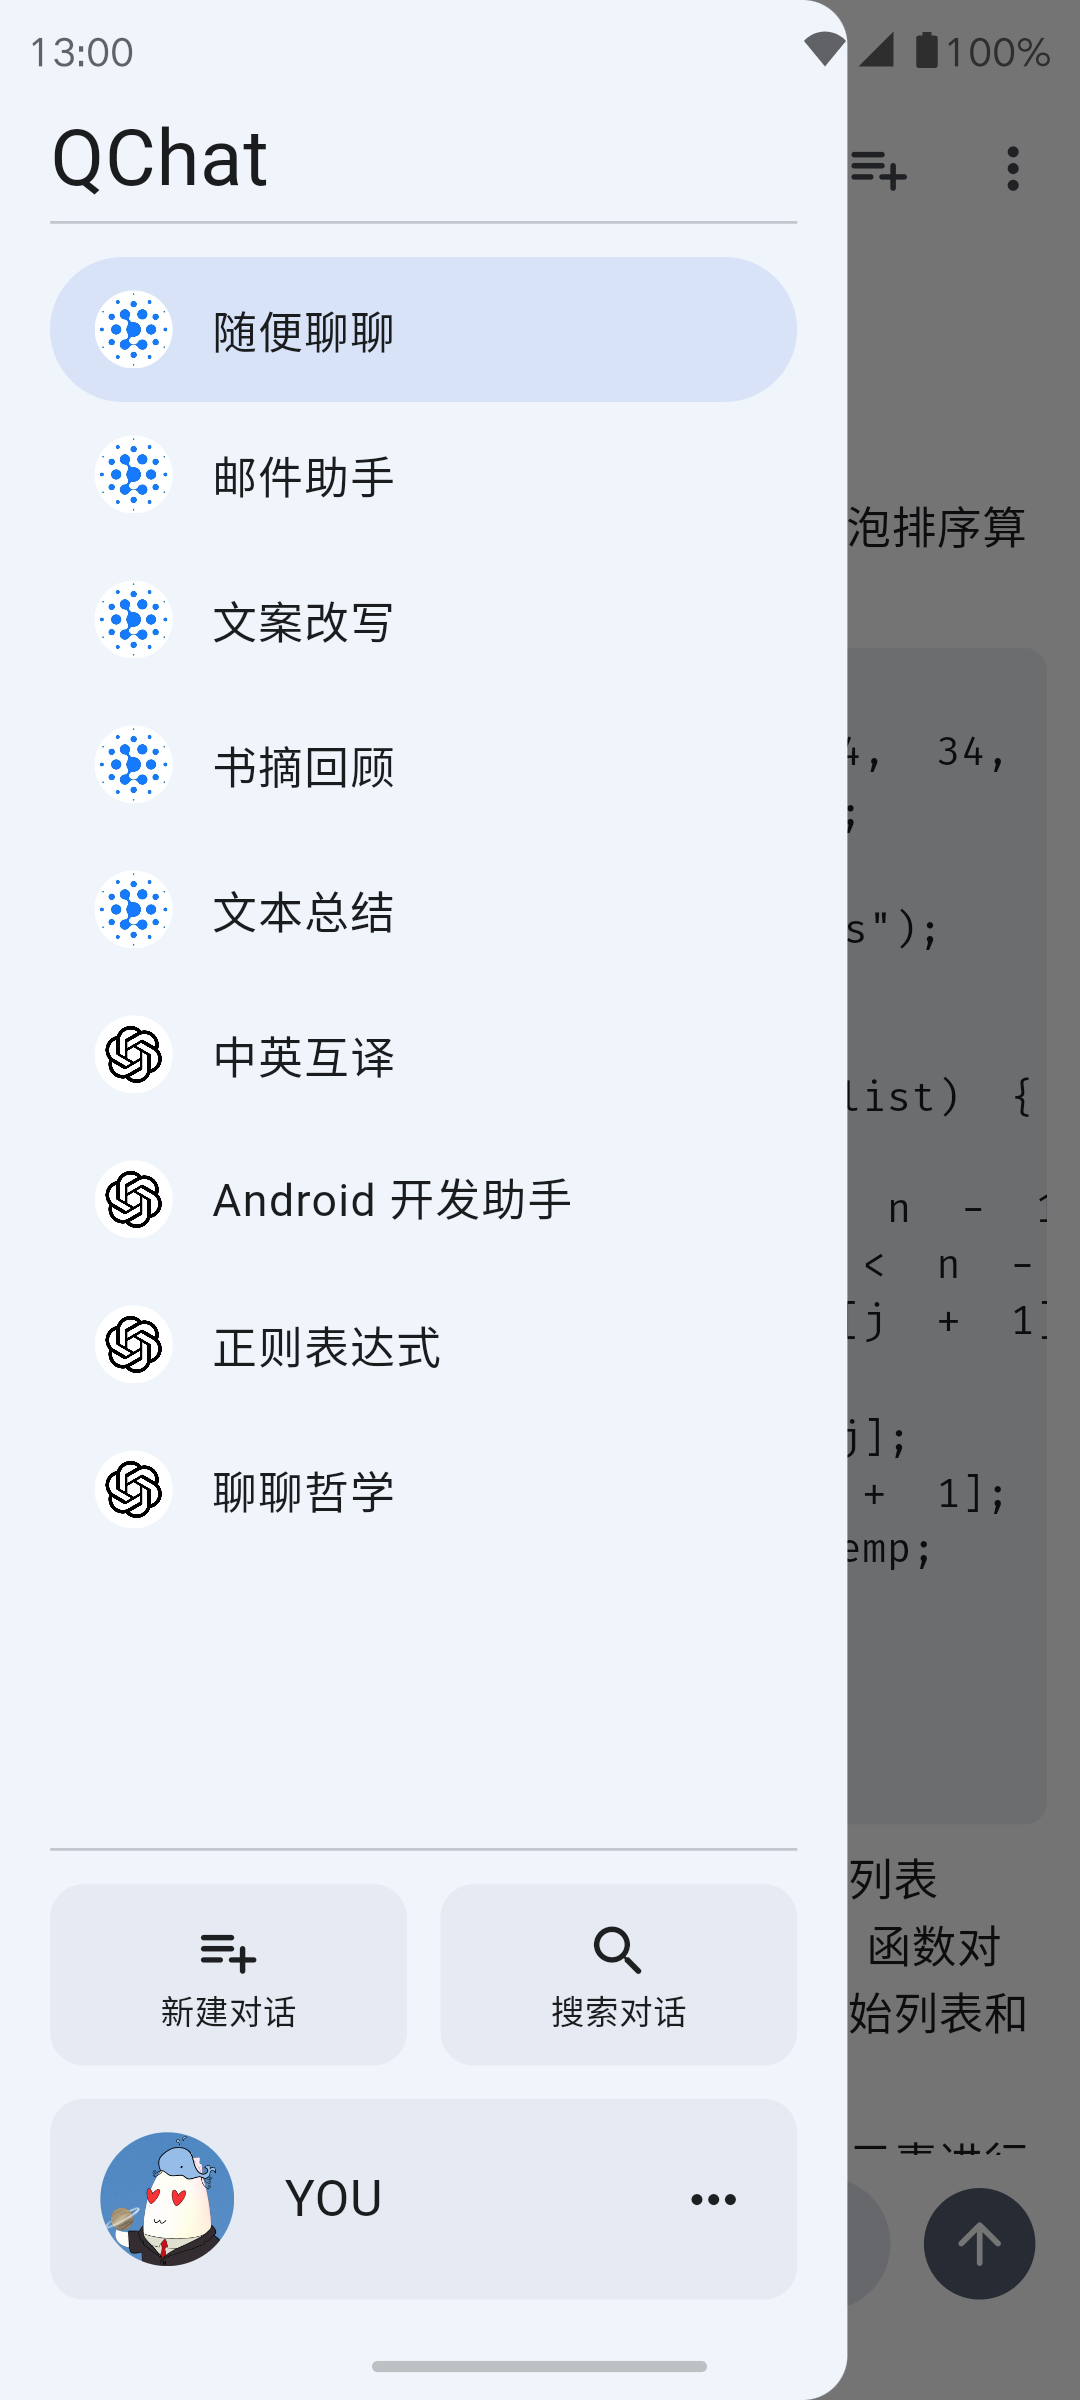 13:00
100%
QChat
随便聊聊
邮件助手
文案改写
书摘回顾
文本总结
中英互译
Android 开发助手
正则表达式
聊聊哲学
新建对话
搜索对话
YOU
泡排序算
4, 34,
;
s");
list) {
n - 1
< n -
[j + 1]
j];
+ 1];
emp;
列表
函数对
始列表和